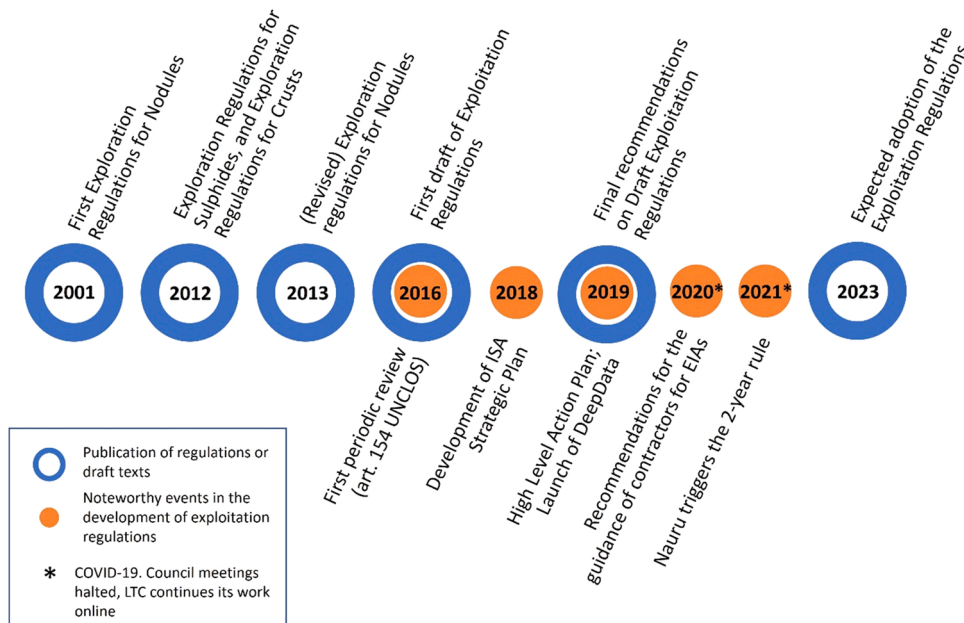 First Exploration
Regulations for Nodules
Exploration Regulations for
Sulphides, and Exploration
Regulations for Crusts
(Revised) Exploration
regulations for Nodules
First draft of Exploitation
Regulations
Final recommendations
on Draft Exploitation
Regulations
Expected adoption of the
Exploitation Regulations
2001
2012
2013
2016
2018
2019
2020*
2021*
2023
First periodic review
(art. 154 UNCLOS)
Development of ISA
Strategic Plan
High Level Action Plan;
Launch of DeepData
Recommendations for the
guidance of contractors for EIAs
Nauru triggers the 2-year rule
Publication of regulations or
draft texts
Noteworthy events in the
development of exploitation
regulations
* COVID-19. Council meetings
halted, LTC continues its work
online